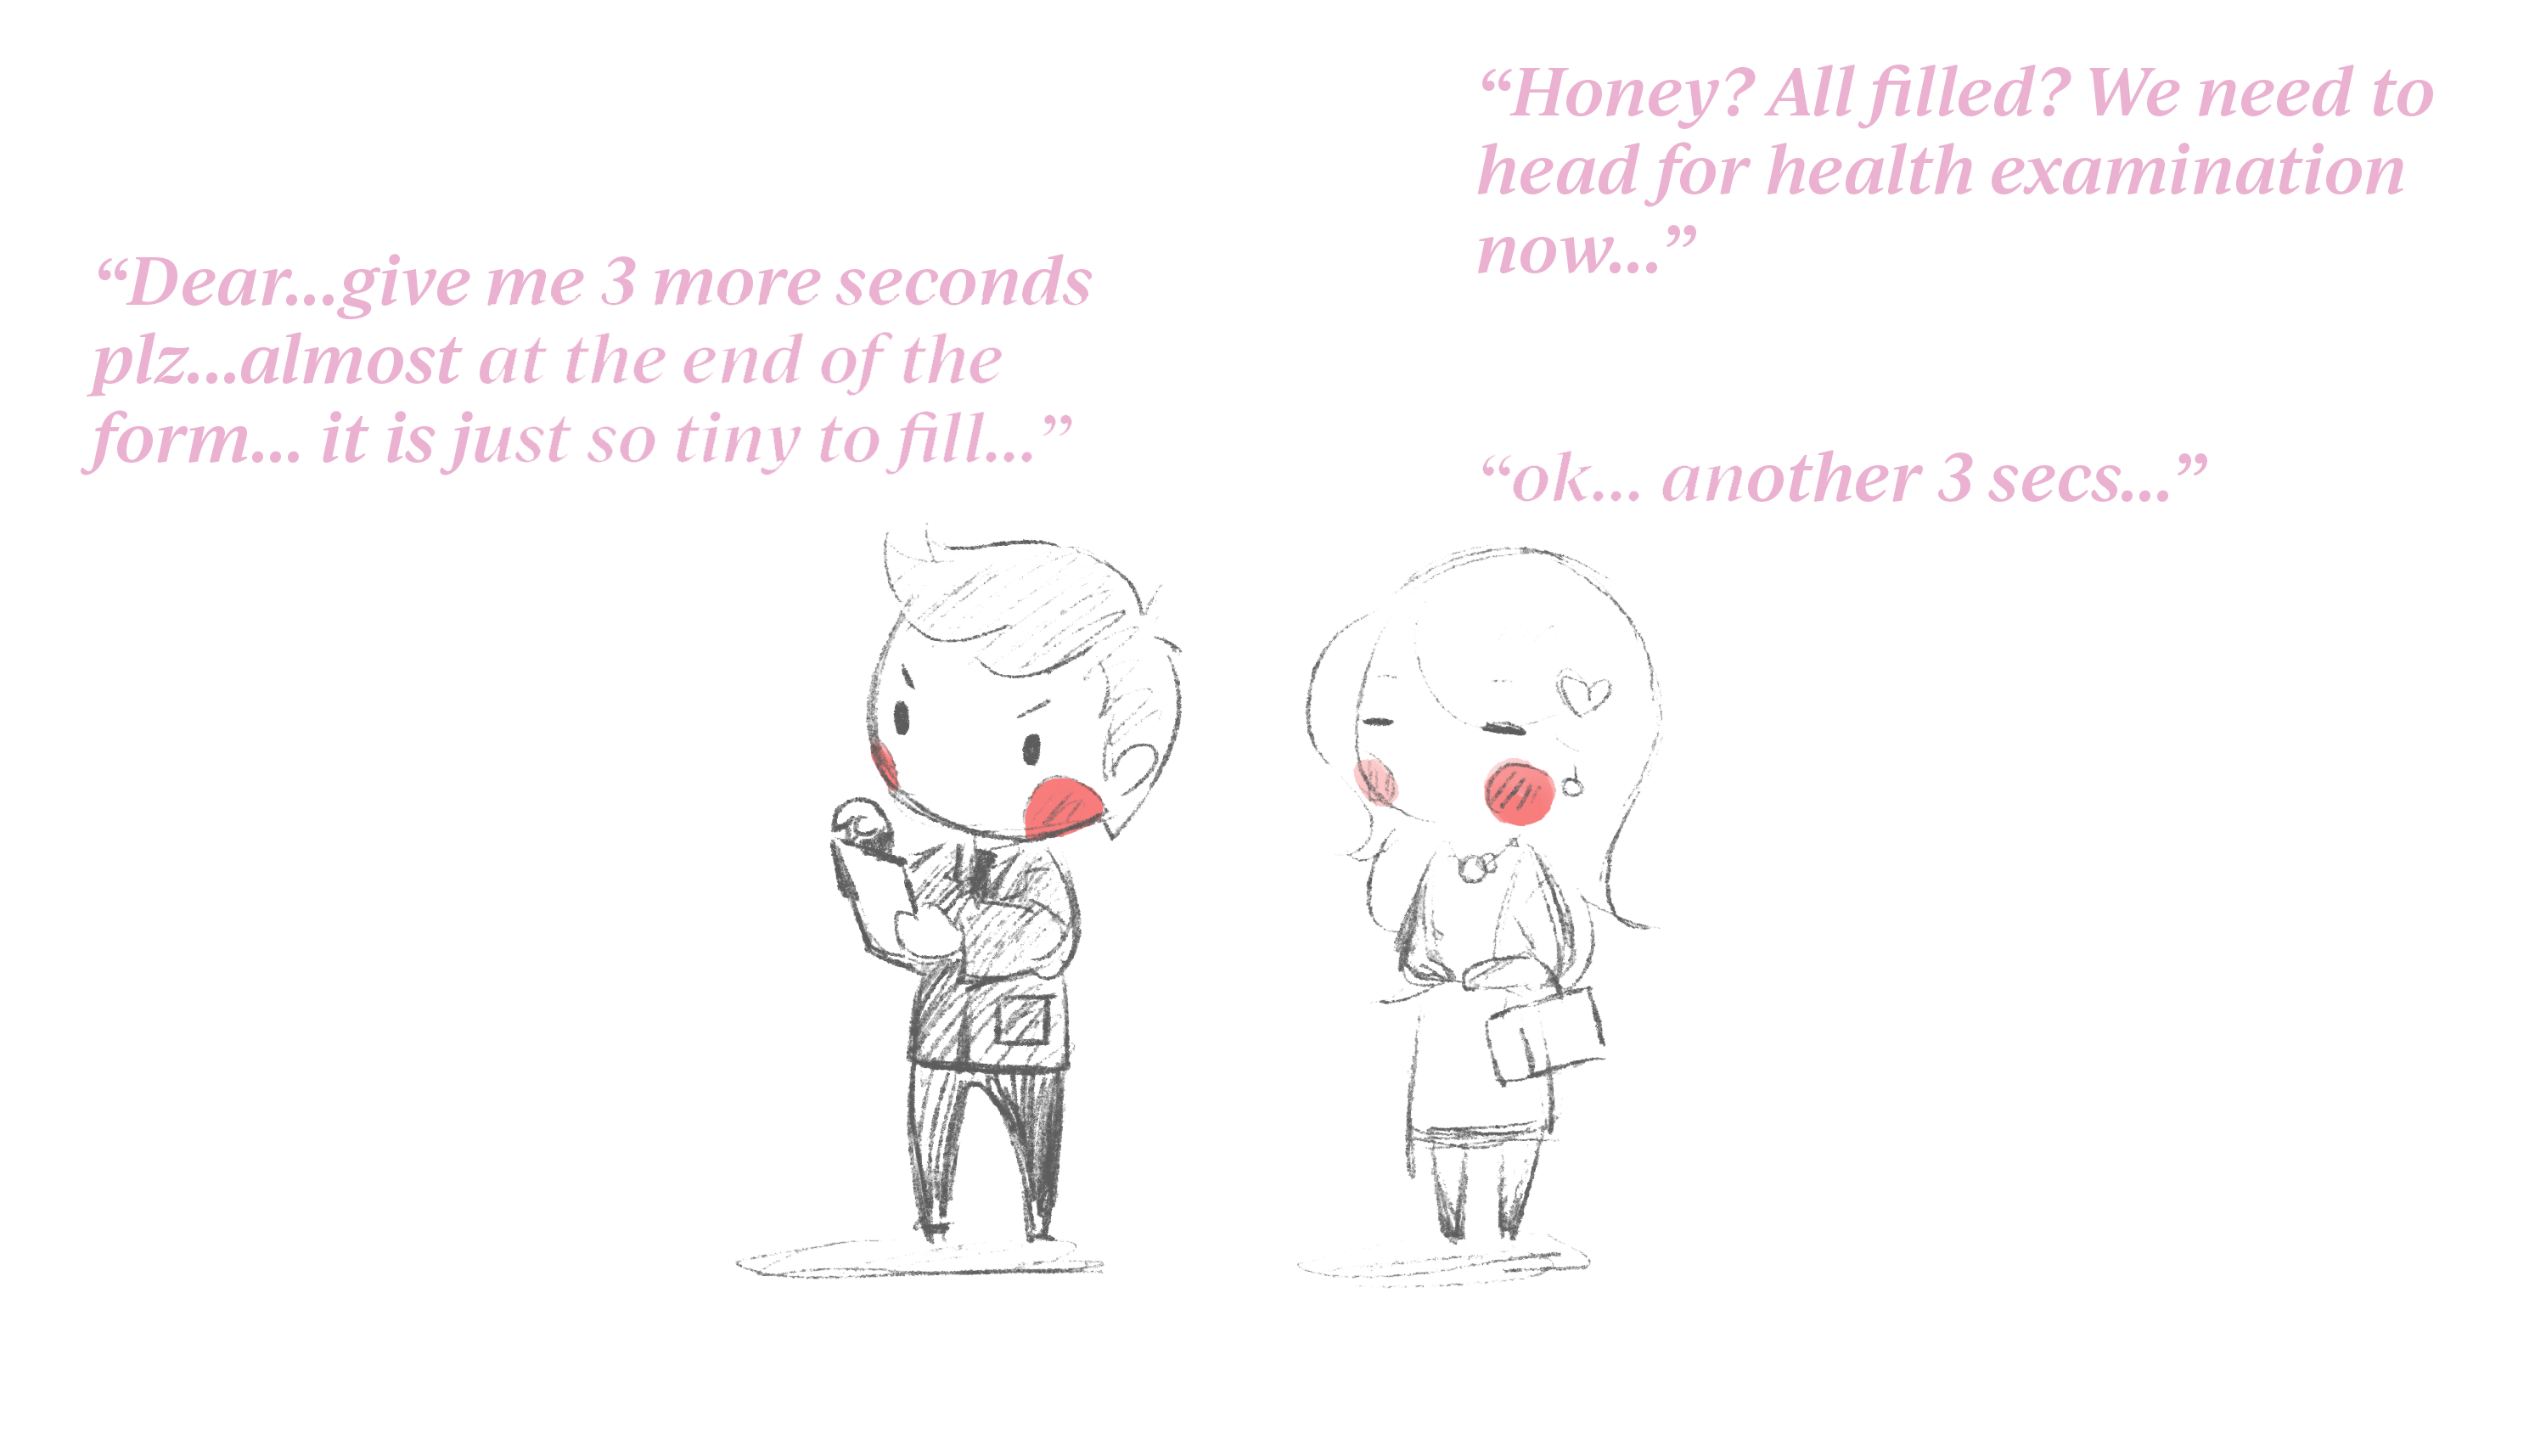 “Honey? All filled? We need to
head for health examination
now...”
“Dear...give me 3 more seconds
plz...almost at the end of the
form... it is just so tiny to fill...”
“ok... another 3 secs...”